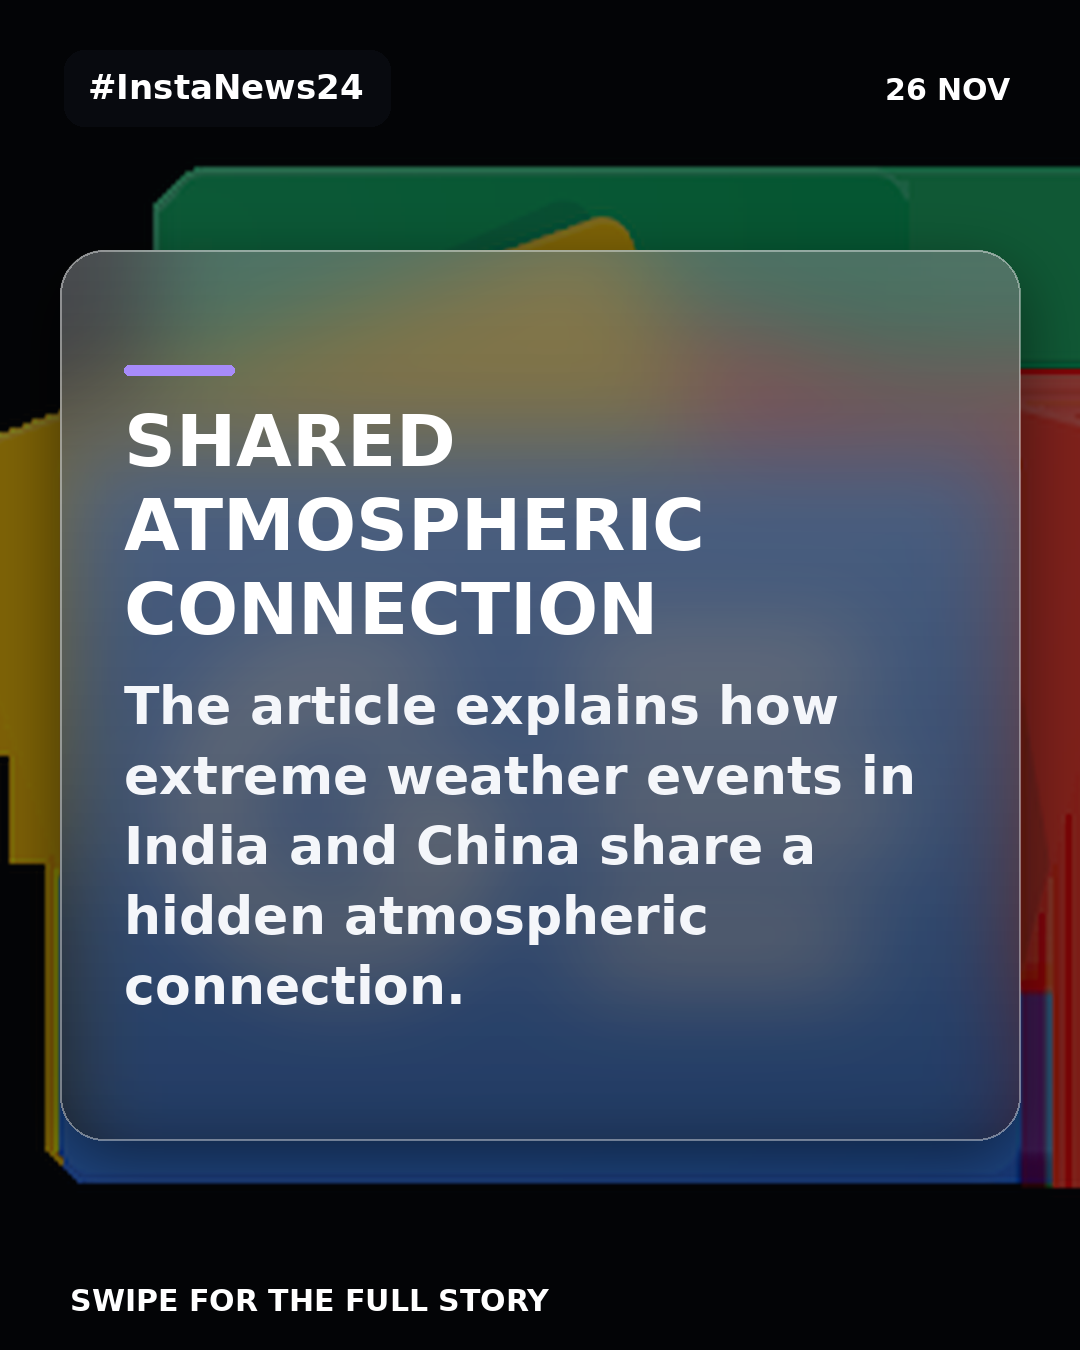 #InstaNews24
26 NOV
SHARED
ATMOSPHERIC
CONNECTION
The article explains how
extreme weather events in
India and China share a
hidden atmospheric
connection.
SWIPE FOR THE FULL STORY